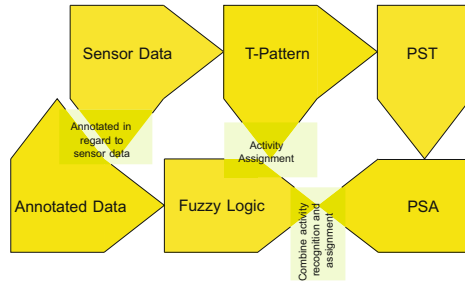 Sensor Data
T-Pattern
PST
Annotated in
regard to
sensor data
Activity
Assignment
Annotated Data
Fuzzy Logic
Combine activity
recognition and
assignment
PSA